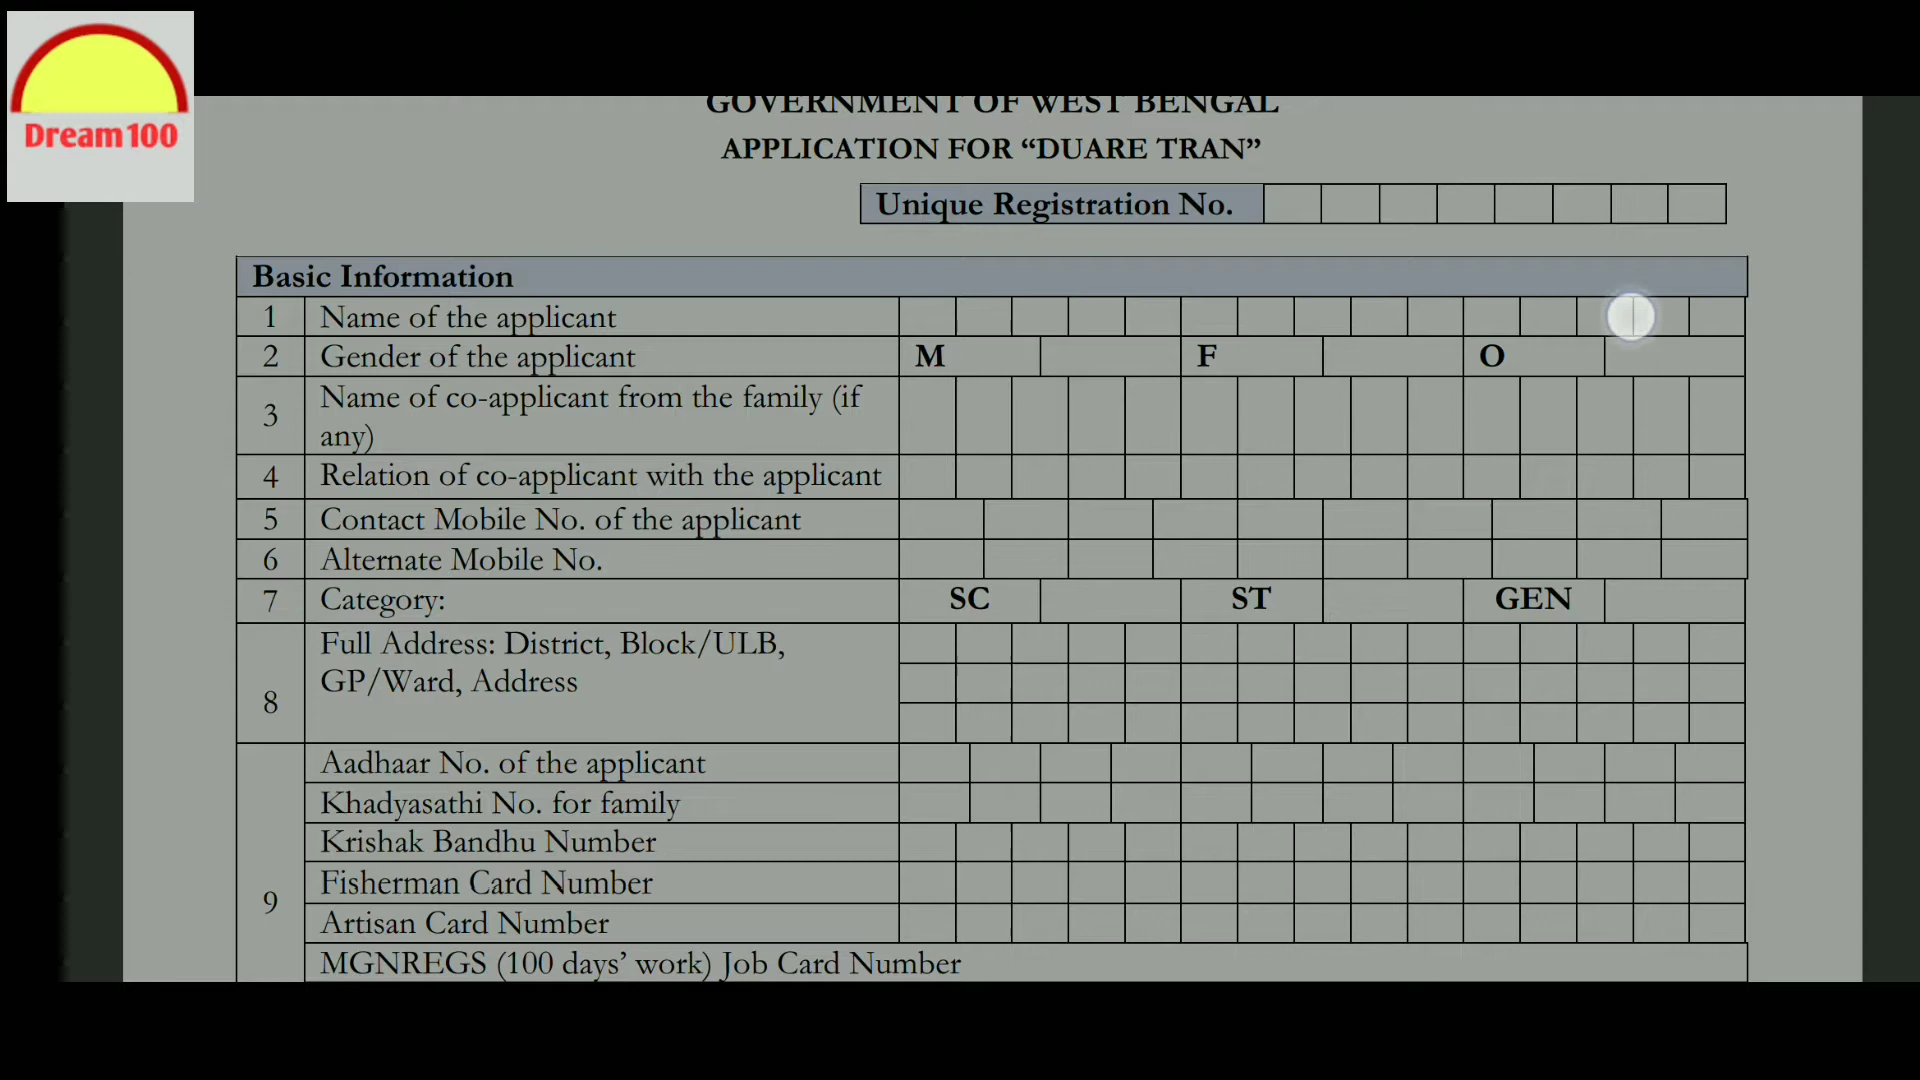 Dream100
GOVERNMENT OF WEST BENGAL
APPLICATION FOR “DUARE TRAN”
Unique Registration No.
Basic Information
1 Name of the applicant
2 Gender of the applicant M F O
3 Name of co-applicant from the family (if
any)
4 Relation of co-applicant with the applicant
5 Contact Mobile No. of the applicant
6 Alternate Mobile No.
7 Category: SC ST GEN
8 Full Address: District, Block/ULB,
GP/Ward, Address
9 Aadhaar No. of the applicant
Khadyasathi No. for family
Krishak Bandhu Number
Fisherman Card Number
Artisan Card Number
MGNREGS (100 days’ work) Job Card Number